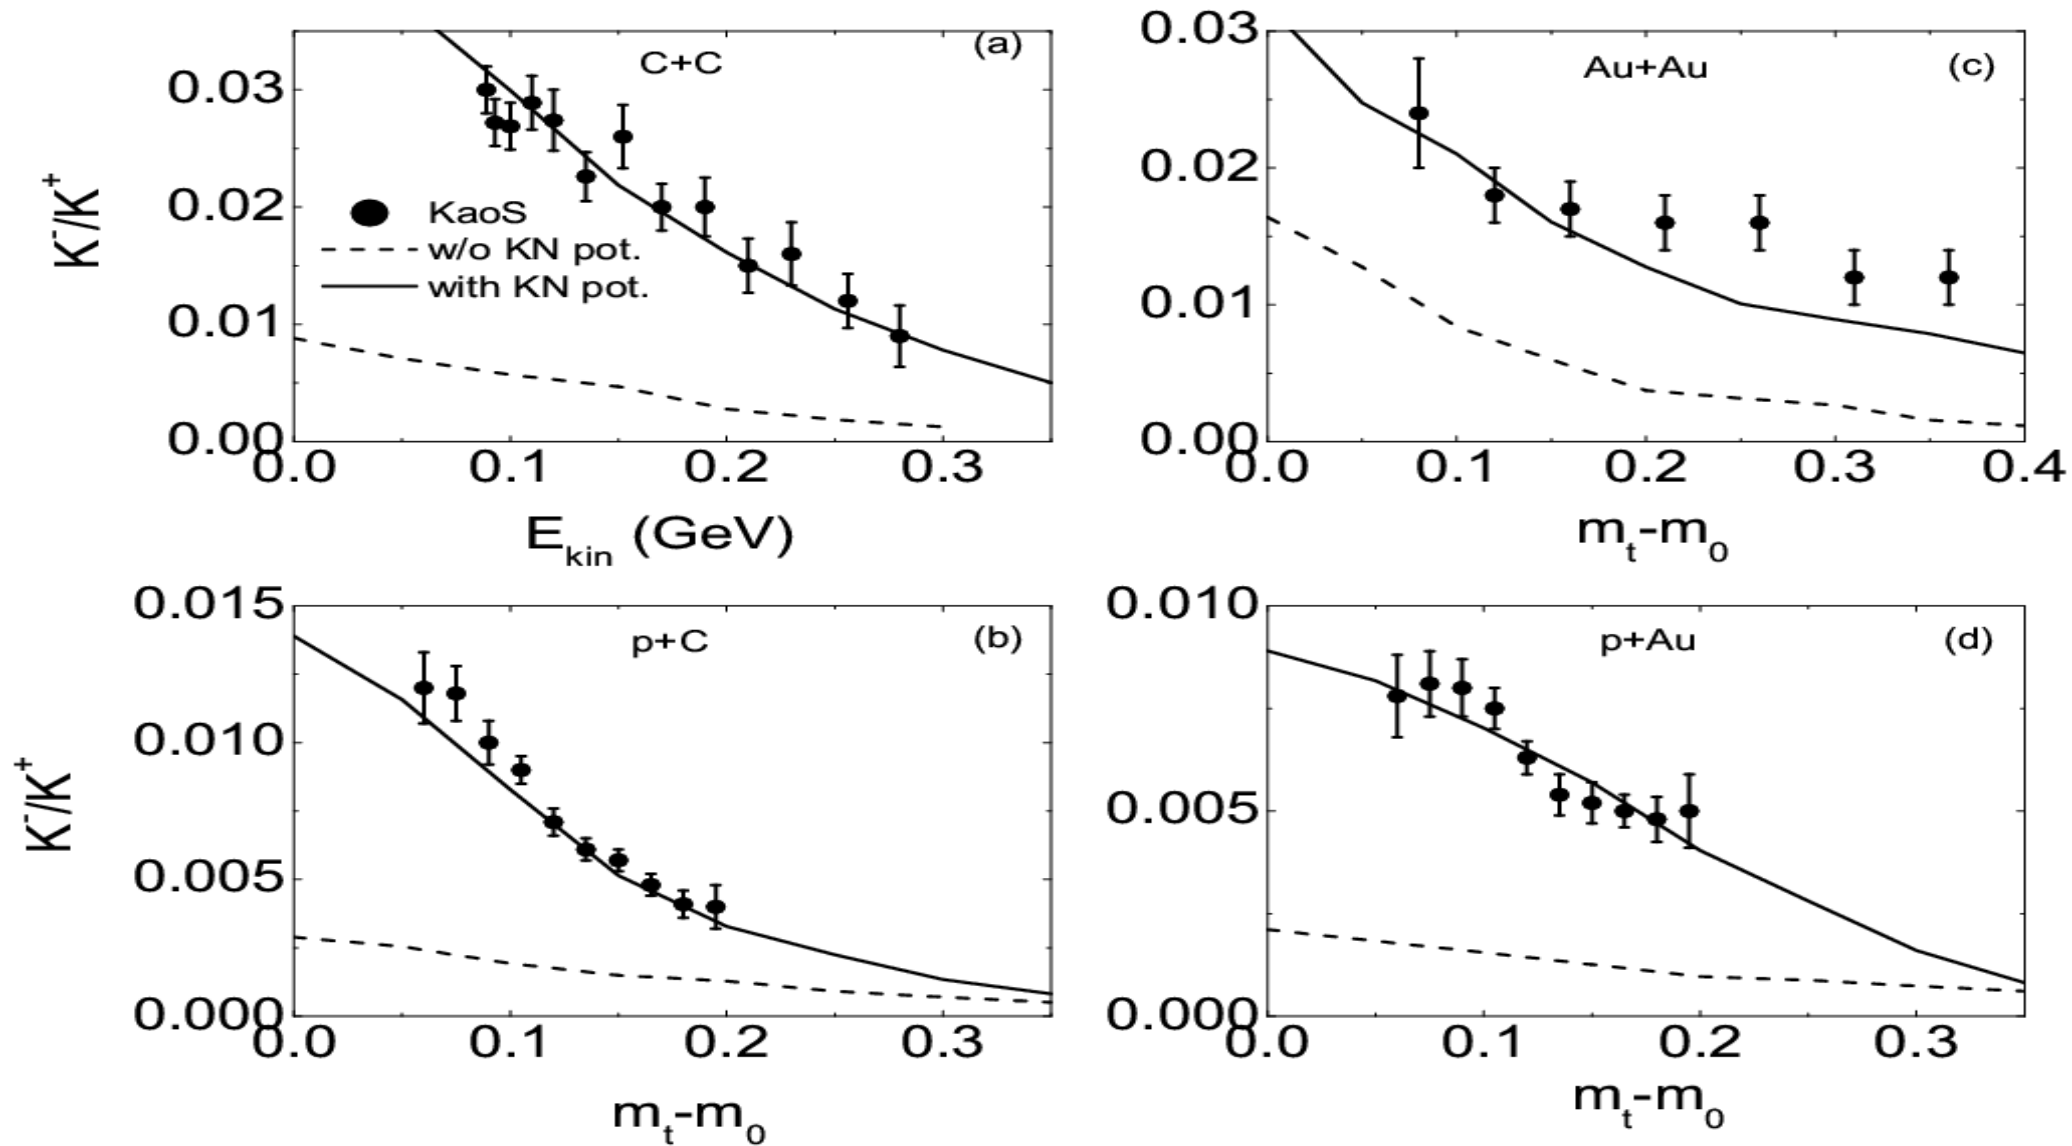 (a)
C+C
0.03
0.02
0.01
0.00
K⁻/K⁺
KaoS
w/o KN pot.
with KN pot.
0.0 0.1 0.2 0.3
E_kin (GeV)
(c)
Au+Au
0.03
0.02
0.01
0.00
0.0 0.1 0.2 0.3 0.4
m_t-m_0
(b)
p+C
0.015
0.010
0.005
0.000
K⁻/K⁺
0.0 0.1 0.2 0.3
m_t-m_0
(d)
p+Au
0.010
0.005
0.000
0.0 0.1 0.2 0.3
m_t-m_0